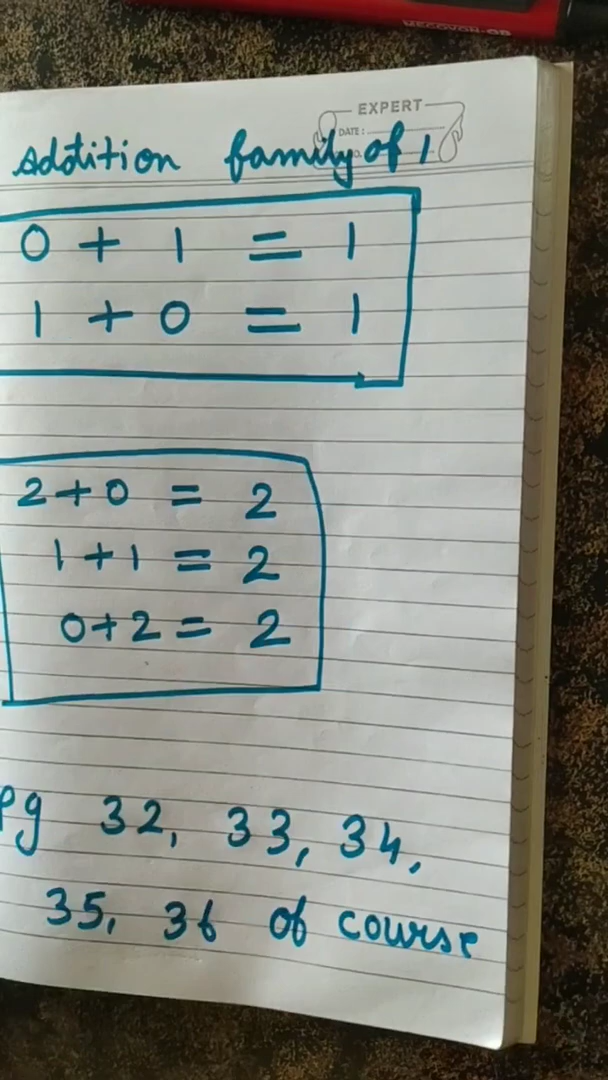 EXPERT
DATE :
Addition family of 1
0 + 1 = 1
1 + 0 = 1
2 + 0 = 2
1 + 1 = 2
0 + 2 = 2
Pg 32, 33, 34,
35, 36 of course